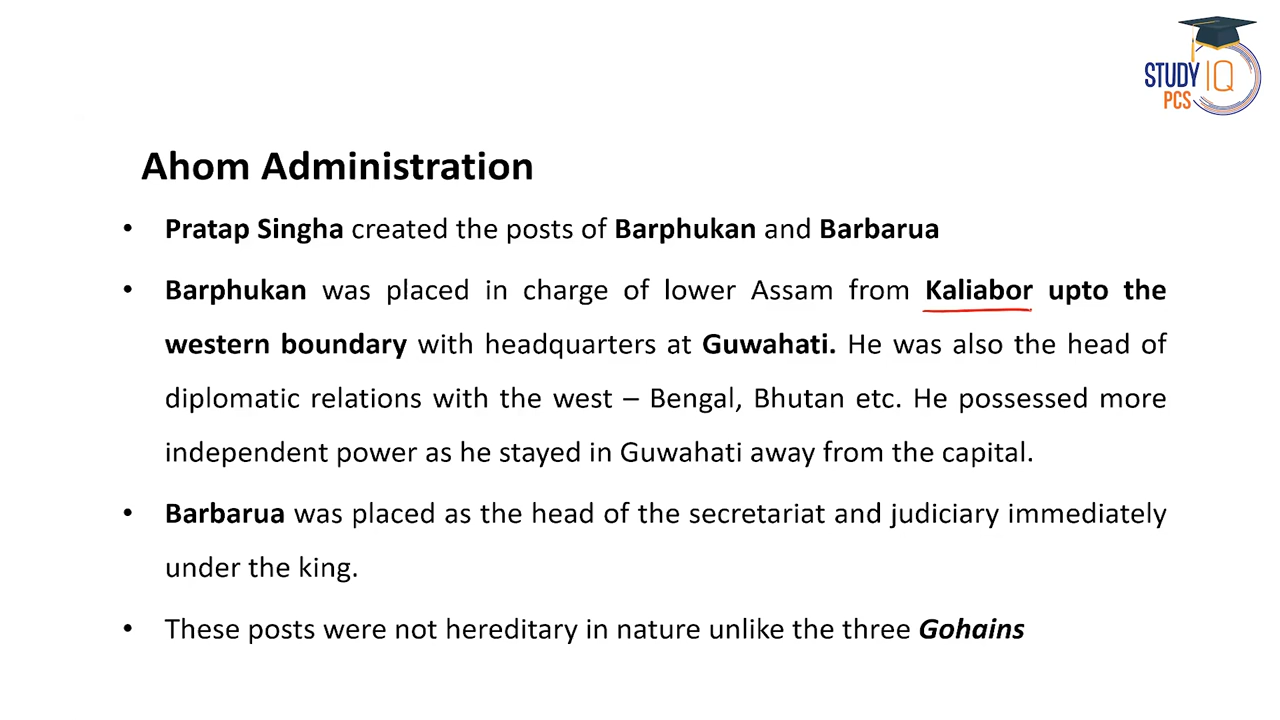 STUDY IQ
PCS
Ahom Administration
• Pratap Singha created the posts of Barphukan and Barbarua
• Barphukan was placed in charge of lower Assam from Kaliabor upto the
western boundary with headquarters at Guwahati. He was also the head of
diplomatic relations with the west – Bengal, Bhutan etc. He possessed more
independent power as he stayed in Guwahati away from the capital.
• Barbarua was placed as the head of the secretariat and judiciary immediately
under the king.
• These posts were not hereditary in nature unlike the three Gohains